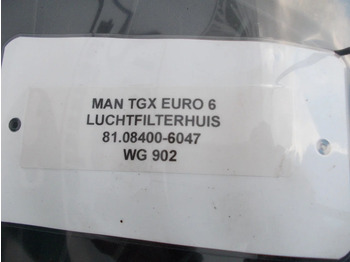 MAN TGX EURO 6
LUCHTFILTERHUIS
81.08400-6047
WG 902